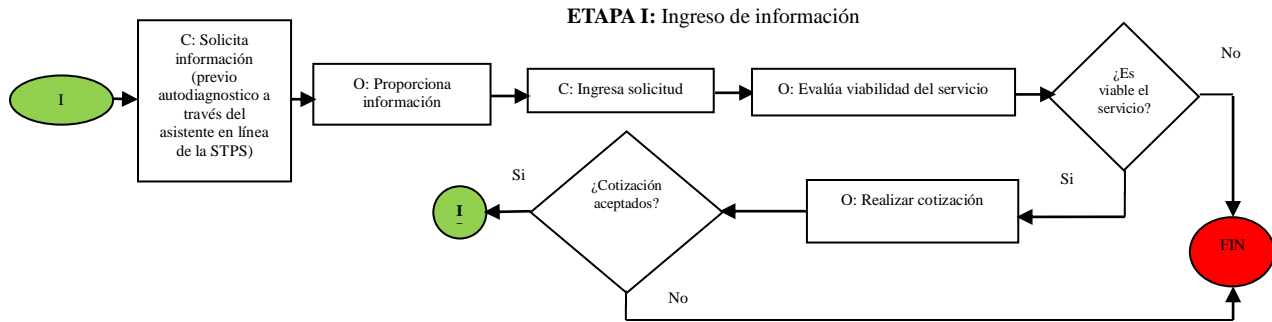 ETAPA I: Ingreso de información
I
C: Solicita
información
(previo
autodiagnostico a
través del
asistente en línea
de la STPS)
O: Proporciona
información
C: Ingresa solicitud
O: Evalúa viabilidad del servicio
¿Es
viable el
servicio?
No
Si
O: Realizar cotización
¿Cotización
aceptados?
Si
I
No
FIN